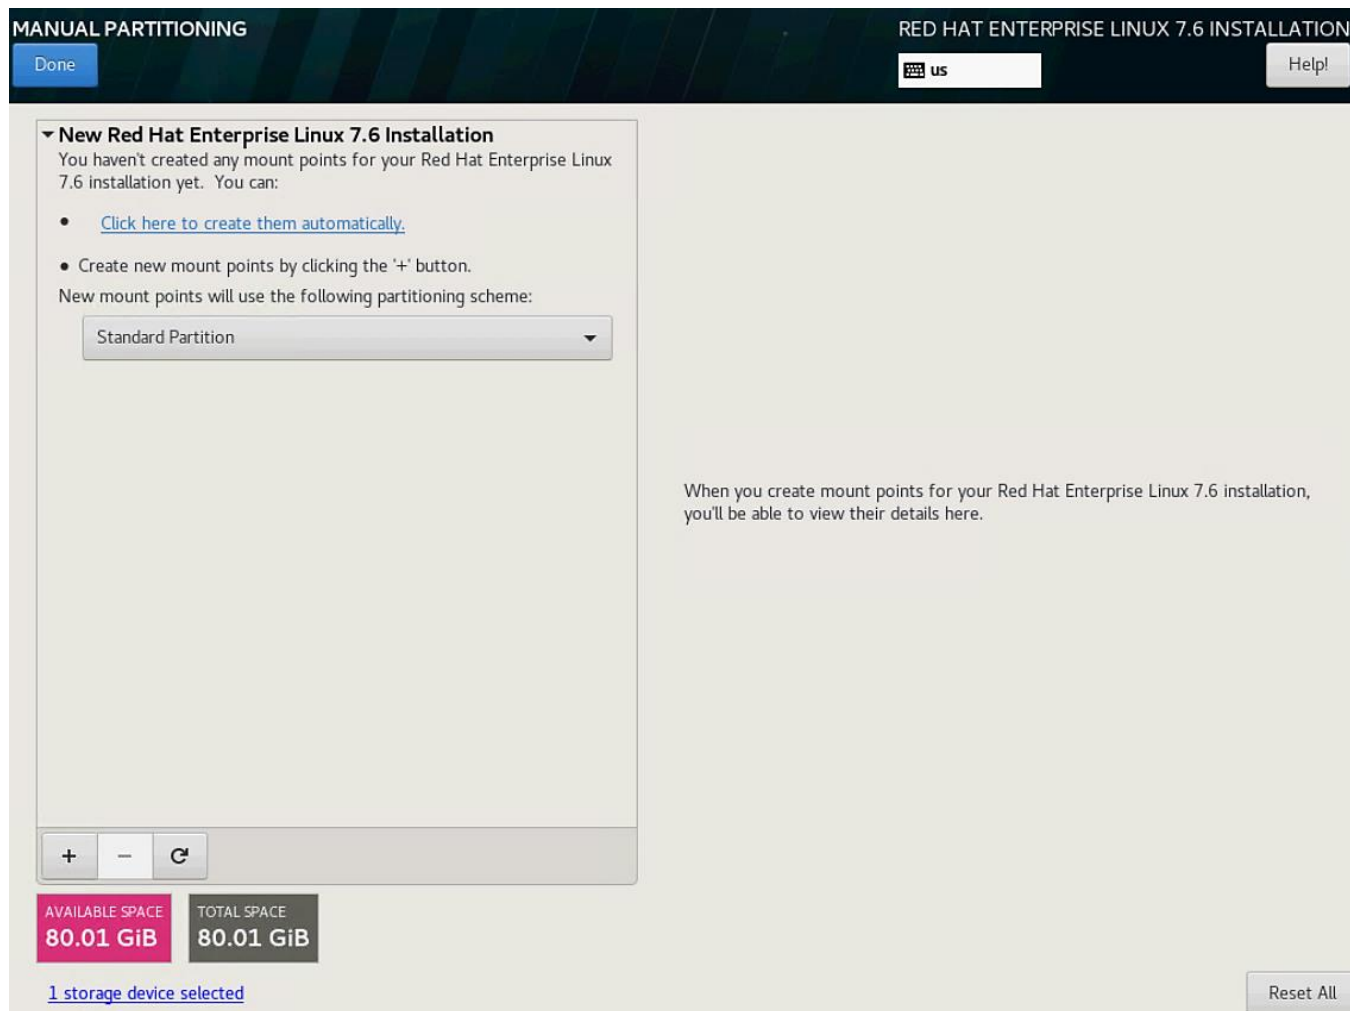 MANUAL PARTITIONING
RED HAT ENTERPRISE LINUX 7.6 INSTALLATION
Done
us
Help!
New Red Hat Enterprise Linux 7.6 Installation
You haven't created any mount points for your Red Hat Enterprise Linux
7.6 installation yet. You can:
• Click here to create them automatically.
• Create new mount points by clicking the '+' button.
New mount points will use the following partitioning scheme:
Standard Partition
When you create mount points for your Red Hat Enterprise Linux 7.6 installation,
you'll be able to view their details here.
+ −
AVAILABLE SPACE
80.01 GiB
TOTAL SPACE
80.01 GiB
1 storage device selected
Reset All